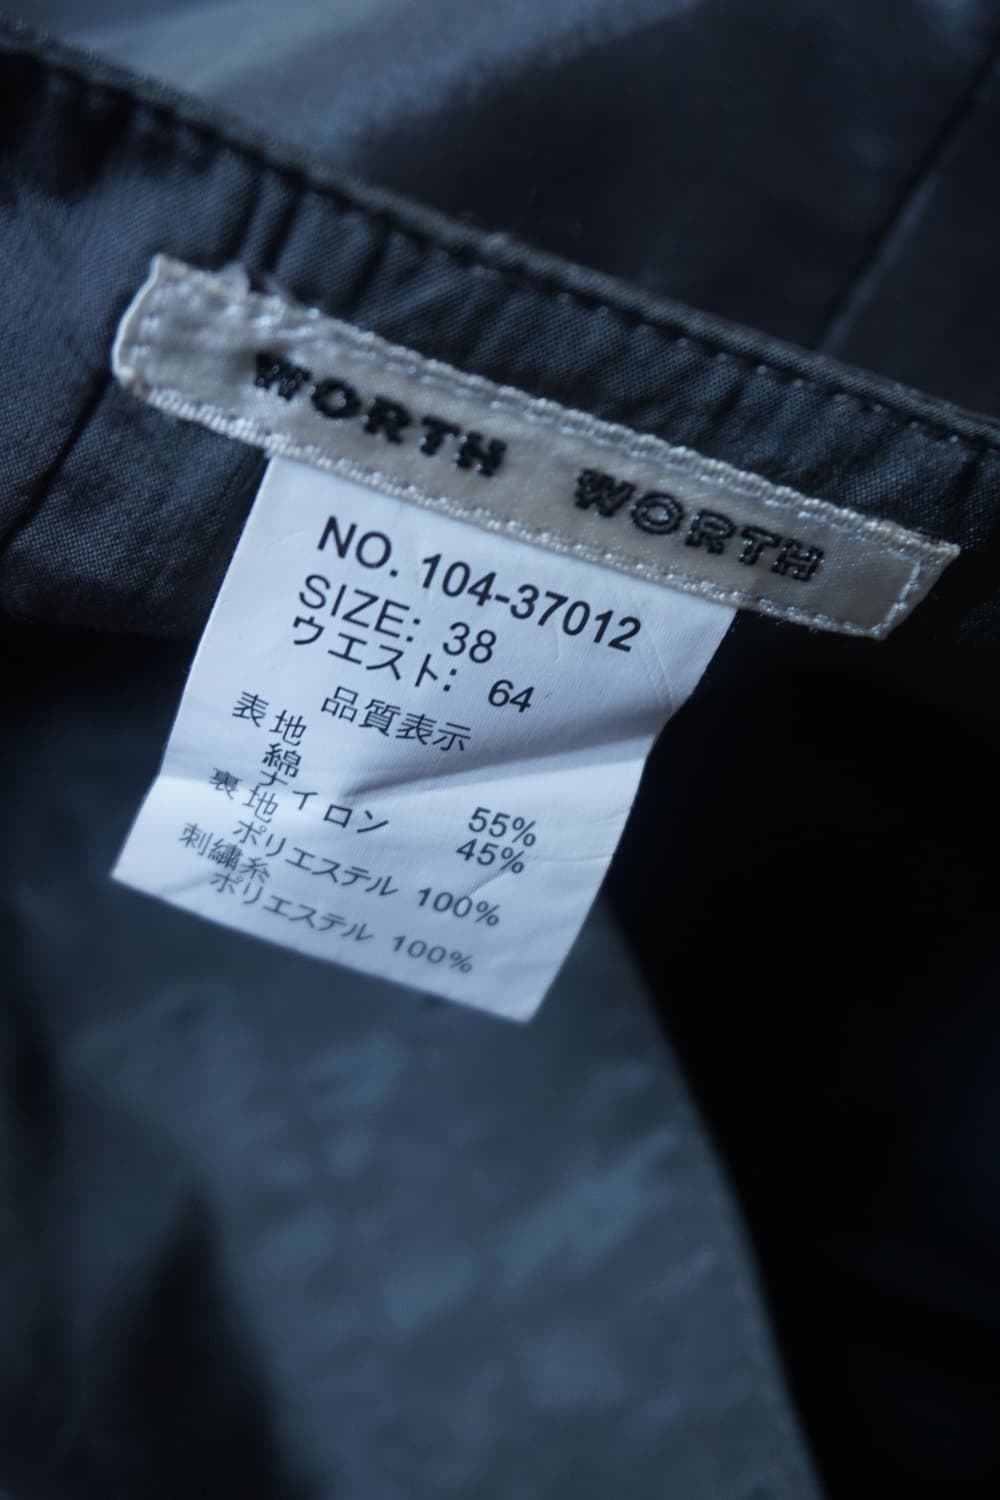 WORTH WORTH
NO. 104-37012
SIZE: 38
ウエスト: 64
品質表示
表地
綿 55%
ナイロン 45%
裏地
ポリエステル 100%
刺繍糸
ポリエステル 100%